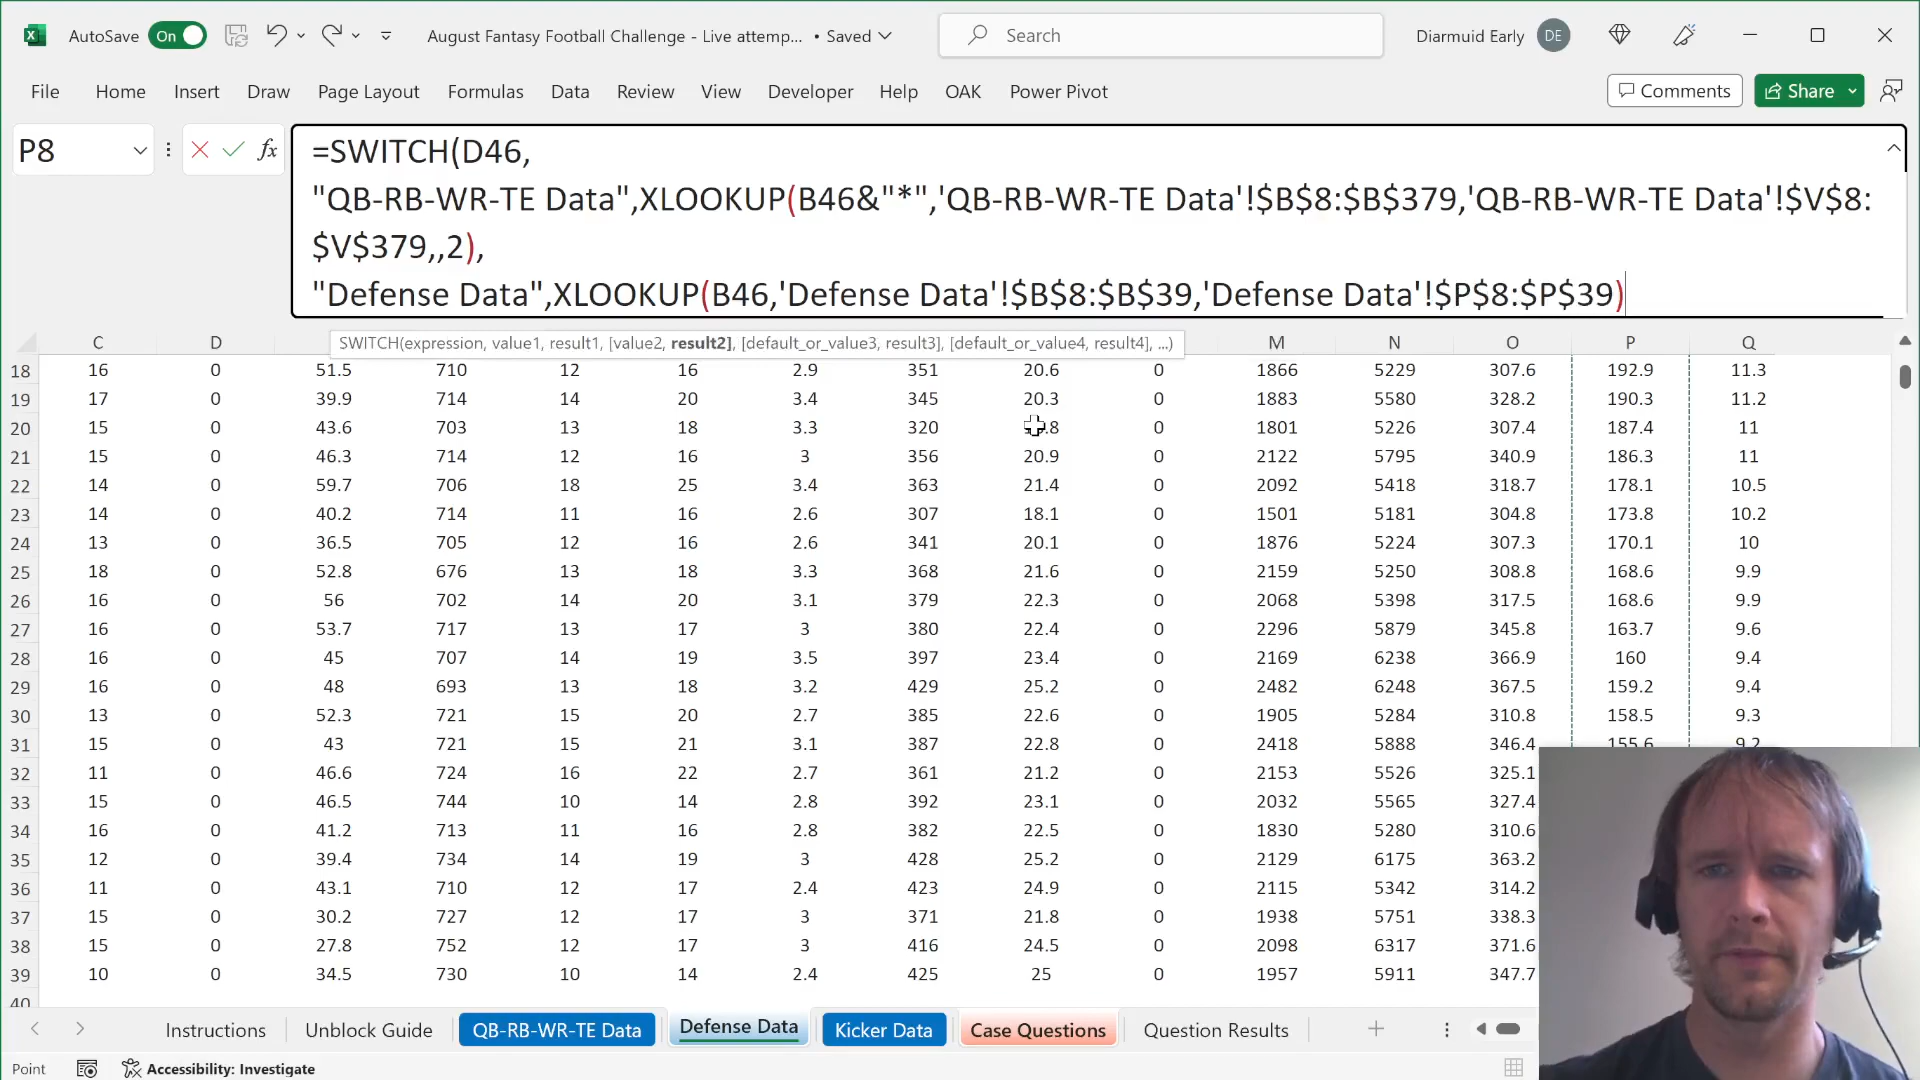 AutoSave On August Fantasy Football Challenge - Live attemp... • Saved Search Diarmuid Early DE
File Home Insert Draw Page Layout Formulas Data Review View Developer Help OAK Power Pivot Comments Share
P8 fx =SWITCH(D46,
"QB-RB-WR-TE Data",XLOOKUP(B46&"*",'QB-RB-WR-TE Data'!$B$8:$B$379,'QB-RB-WR-TE Data'!$V$8:
$V$379,,2),
"Defense Data",XLOOKUP(B46,'Defense Data'!$B$8:$B$39,'Defense Data'!$P$8:$P$39)
SWITCH(expression, value1, result1, [value2, result2], [default_or_value3, result3], [default_or_value4, result4], ...)
C D M N O P Q
18 16 0 51.5 710 12 16 2.9 351 20.6 0 1866 5229 307.6 192.9 11.3
19 17 0 39.9 714 14 20 3.4 345 20.3 0 1883 5580 328.2 190.3 11.2
20 15 0 43.6 703 13 18 3.3 320 .8 0 1801 5226 307.4 187.4 11
21 15 0 46.3 714 12 16 3 356 20.9 0 2122 5795 340.9 186.3 11
22 14 0 59.7 706 18 25 3.4 363 21.4 0 2092 5418 318.7 178.1 10.5
23 14 0 40.2 714 11 16 2.6 307 18.1 0 1501 5181 304.8 173.8 10.2
24 13 0 36.5 705 12 16 2.6 341 20.1 0 1876 5224 307.3 170.1 10
25 18 0 52.8 676 13 18 3.3 368 21.6 0 2159 5250 308.8 168.6 9.9
26 16 0 56 702 14 20 3.1 379 22.3 0 2068 5398 317.5 168.6 9.9
27 16 0 53.7 717 13 17 3 380 22.4 0 2296 5879 345.8 163.7 9.6
28 16 0 45 707 14 19 3.5 397 23.4 0 2169 6238 366.9 160 9.4
29 16 0 48 693 13 18 3.2 429 25.2 0 2482 6248 367.5 159.2 9.4
30 13 0 52.3 721 15 20 2.7 385 22.6 0 1905 5284 310.8 158.5 9.3
31 15 0 43 721 15 21 3.1 387 22.8 0 2418 5888 346.4 155.6 9.2
32 11 0 46.6 724 16 22 2.7 361 21.2 0 2153 5526 325.1
33 15 0 46.5 744 10 14 2.8 392 23.1 0 2032 5565 327.4
34 16 0 41.2 713 11 16 2.8 382 22.5 0 1830 5280 310.6
35 12 0 39.4 734 14 19 3 428 25.2 0 2129 6175 363.2
36 11 0 43.1 710 12 17 2.4 423 24.9 0 2115 5342 314.2
37 15 0 30.2 727 12 17 3 371 21.8 0 1938 5751 338.3
38 15 0 27.8 752 12 17 3 416 24.5 0 2098 6317 371.6
39 10 0 34.5 730 10 14 2.4 425 25 0 1957 5911 347.7
40
Instructions Unblock Guide QB-RB-WR-TE Data Defense Data Kicker Data Case Questions Question Results
Point Accessibility: Investigate